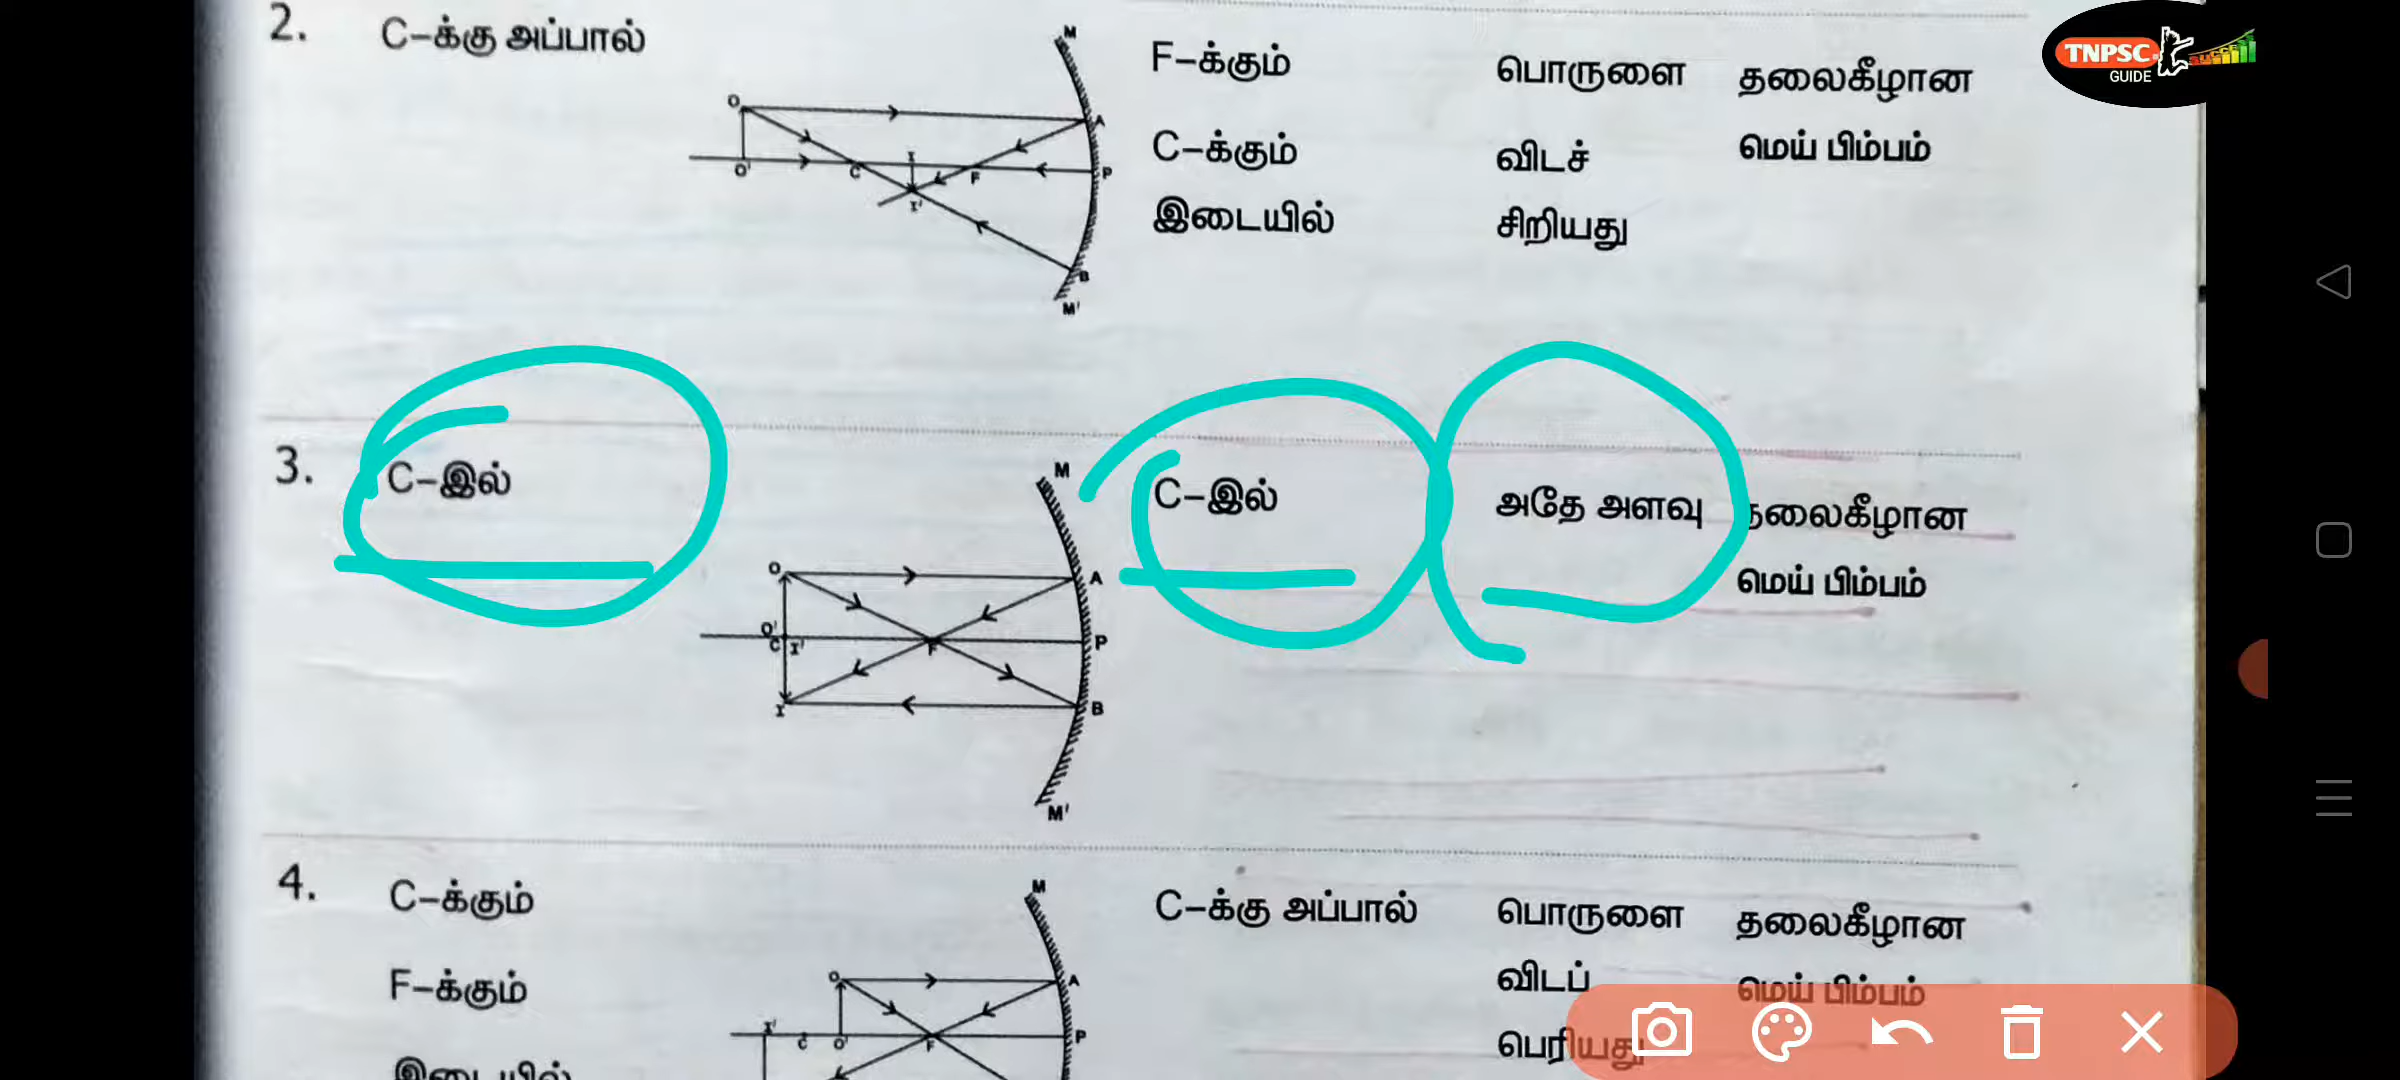 TNPSC
GUIDE
2. C-க்கு அப்பால்
M
O
A
O' C I F P
I'
B
M'
F-க்கும் பொருளை தலைகீழான
C-க்கும் விடச் மெய் பிம்பம்
இடையில் சிறியது
3. C-இல்
M
O
A
O'
C I' F P
I
B
M'
C-இல் அதே அளவு தலைகீழான
மெய் பிம்பம்
4. C-க்கும்
F-க்கும்
இடையில்
M
O
A
I' C O' F P
C-க்கு அப்பால் பொருளை தலைகீழான
விடப் மெய் பிம்பம்
பெரியது